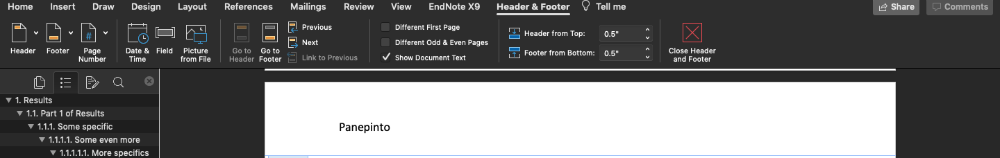 Home Insert Draw Design Layout References Mailings Review View EndNote X9 Header & Footer Tell me Share Comments
Header
Footer
#
Page
Number
Date &
Time
Field
Picture
from File
Go to
Header
Go to
Footer
Previous
Next
Link to Previous
Different First Page
Different Odd & Even Pages
Show Document Text
Header from Top: 0.5"
Footer from Bottom: 0.5"
Close Header
and Footer
1. Results
1.1. Part 1 of Results
1.1.1. Some specific
1.1.1.1. Some even more
1.1.1.1.1. More specifics
Panepinto